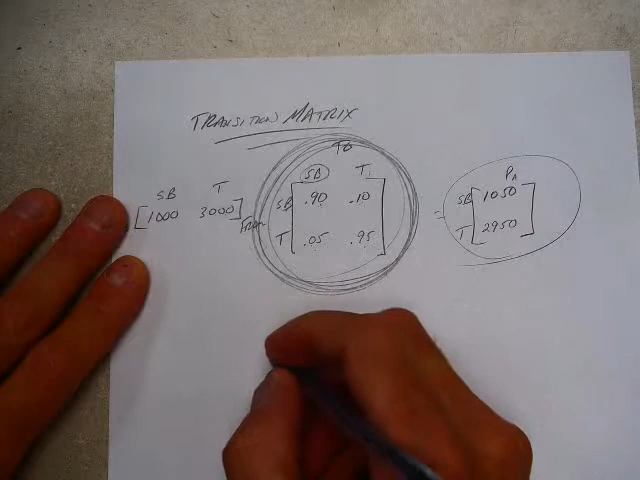 TRANSITION MATRIX
TO
SB T
SB .90 .10
From
T .05 .95
SB T
[1000 3000]
=
PA
SB [1050]
T [2950]